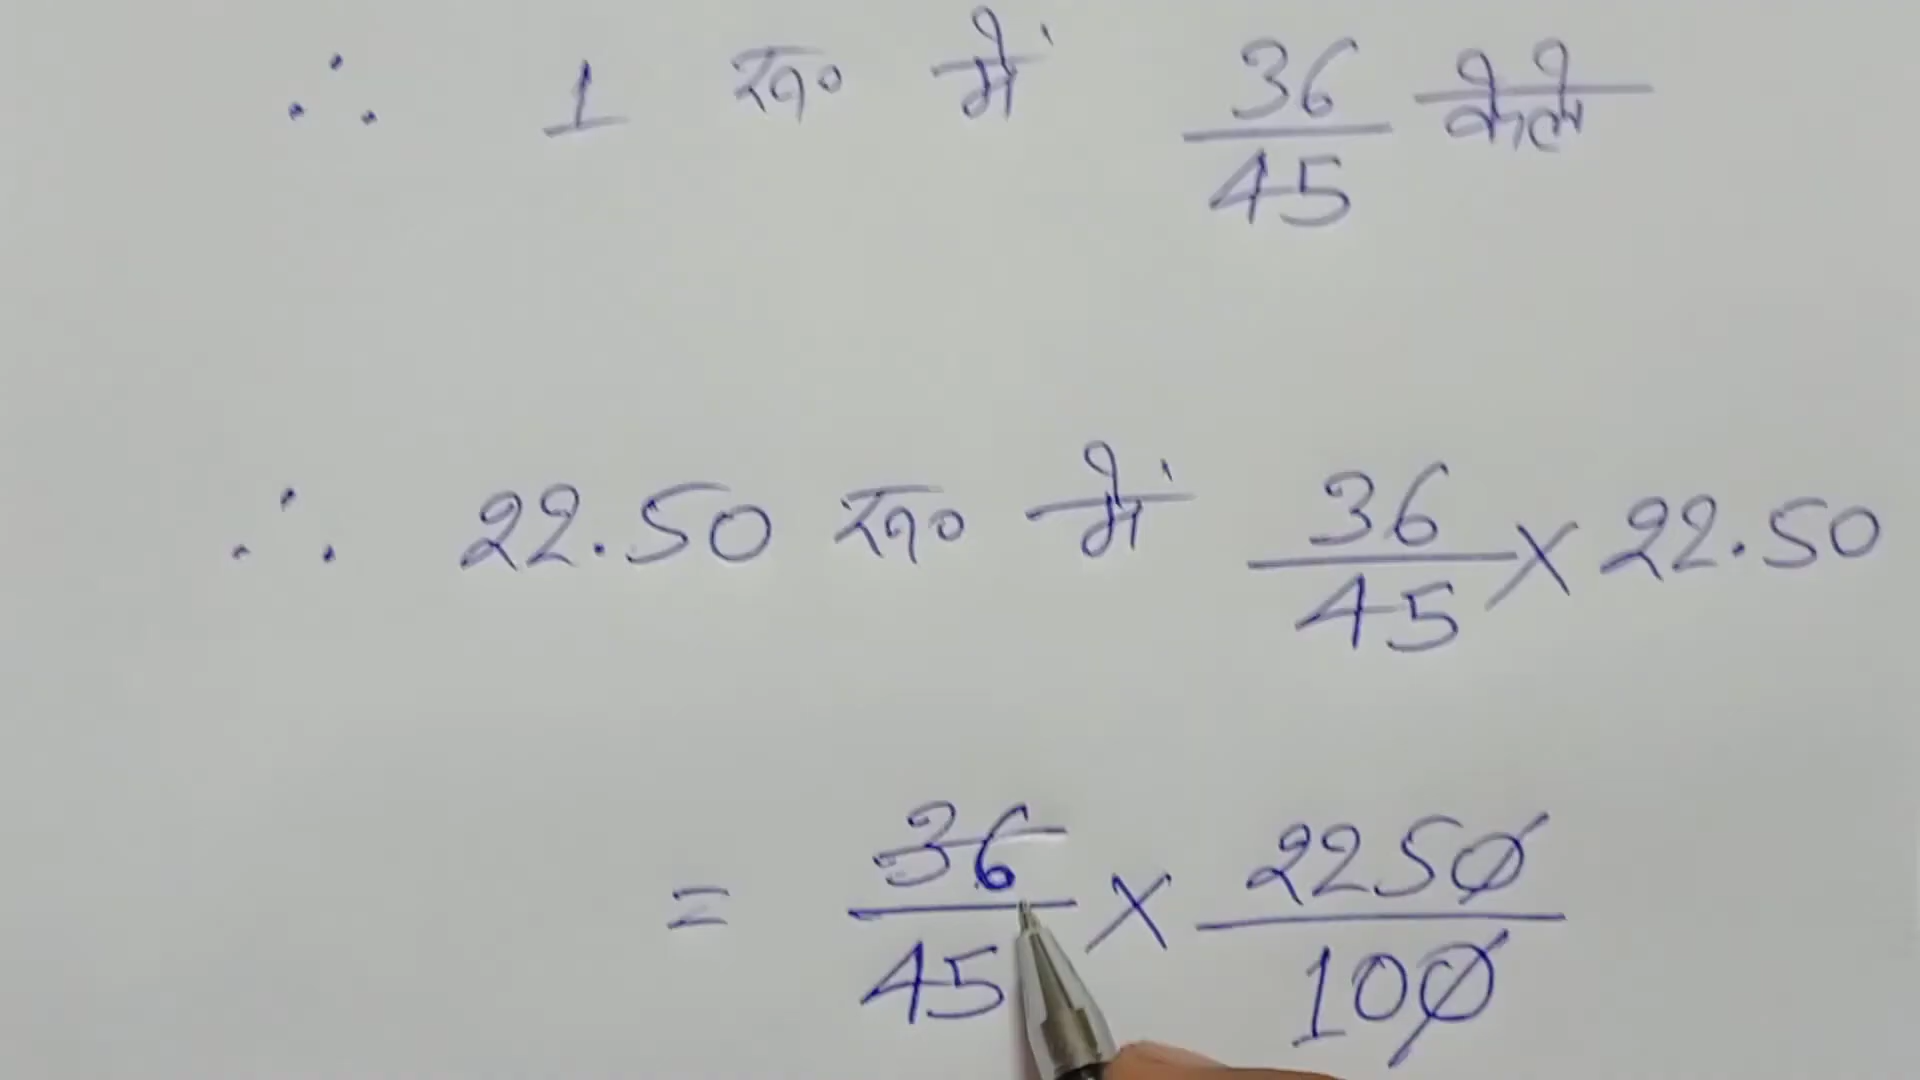 ∴ 1 रु० में 36/45 केले
∴ 22.50 रु० में 36/45 × 22.50
= 36/45 × 2250/100